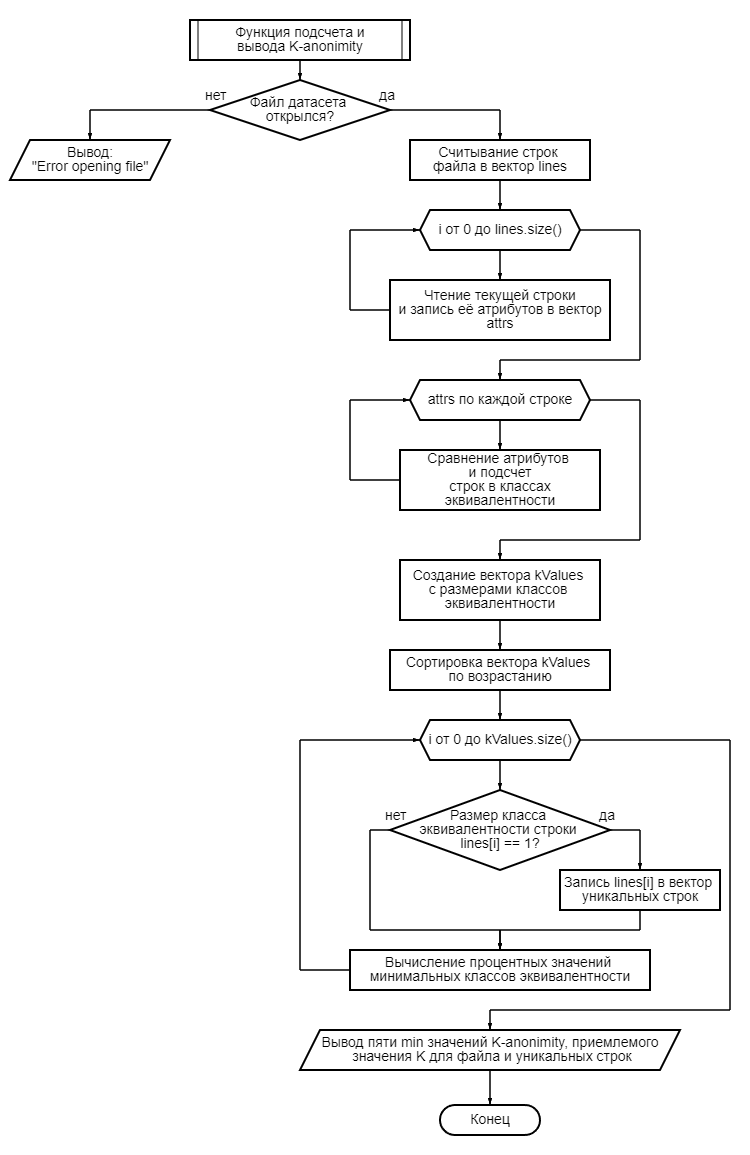 Функция подсчета и
вывода K-anonimity
нет
Файл датасета
открылся?
да
Вывод:
"Error opening file"
Считывание строк
файла в вектор lines
i от 0 до lines.size()
Чтение текущей строки
и запись её атрибутов в вектор
attrs
attrs по каждой строке
Сравнение атрибутов
и подсчет
строк в классах
эквивалентности
Создание вектора kValues
с размерами классов
эквивалентности
Сортировка вектора kValues
по возрастанию
i от 0 до kValues.size()
нет
Размер класса
эквивалентности строки
lines[i] == 1?
да
Запись lines[i] в вектор
уникальных строк
Вычисление процентных значений
минимальных классов эквивалентности
Вывод пяти min значений K-anonimity, приемлемого
значения K для файла и уникальных строк
Конец